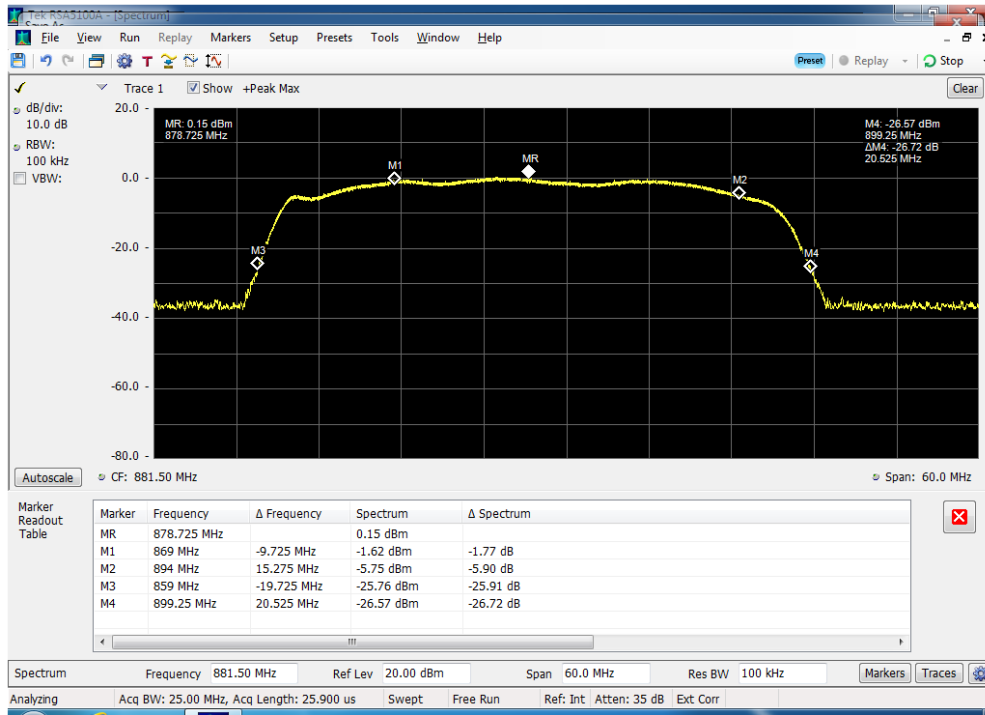 Tek RSA5100A - [Spectrum]
File View Run Replay Markers Setup Presets Tools Window Help
Preset Replay Stop
Trace 1 Show +Peak Max Clear
dB/div:
10.0 dB
RBW:
100 kHz
VBW:
20.0
0.0
-20.0
-40.0
-60.0
-80.0
MR: 0.15 dBm
878.725 MHz
M4: -26.57 dBm
899.25 MHz
ΔM4: -26.72 dB
20.525 MHz
M1
MR
M2
M3
M4
Autoscale CF: 881.50 MHz Span: 60.0 MHz
Marker
Readout
Table
Marker Frequency Δ Frequency Spectrum Δ Spectrum
MR 878.725 MHz 0.15 dBm
M1 869 MHz -9.725 MHz -1.62 dBm -1.77 dB
M2 894 MHz 15.275 MHz -5.75 dBm -5.90 dB
M3 859 MHz -19.725 MHz -25.76 dBm -25.91 dB
M4 899.25 MHz 20.525 MHz -26.57 dBm -26.72 dB
Spectrum Frequency 881.50 MHz Ref Lev 20.00 dBm Span 60.0 MHz Res BW 100 kHz Markers Traces
Analyzing Acq BW: 25.00 MHz, Acq Length: 25.900 us Swept Free Run Ref: Int Atten: 35 dB Ext Corr